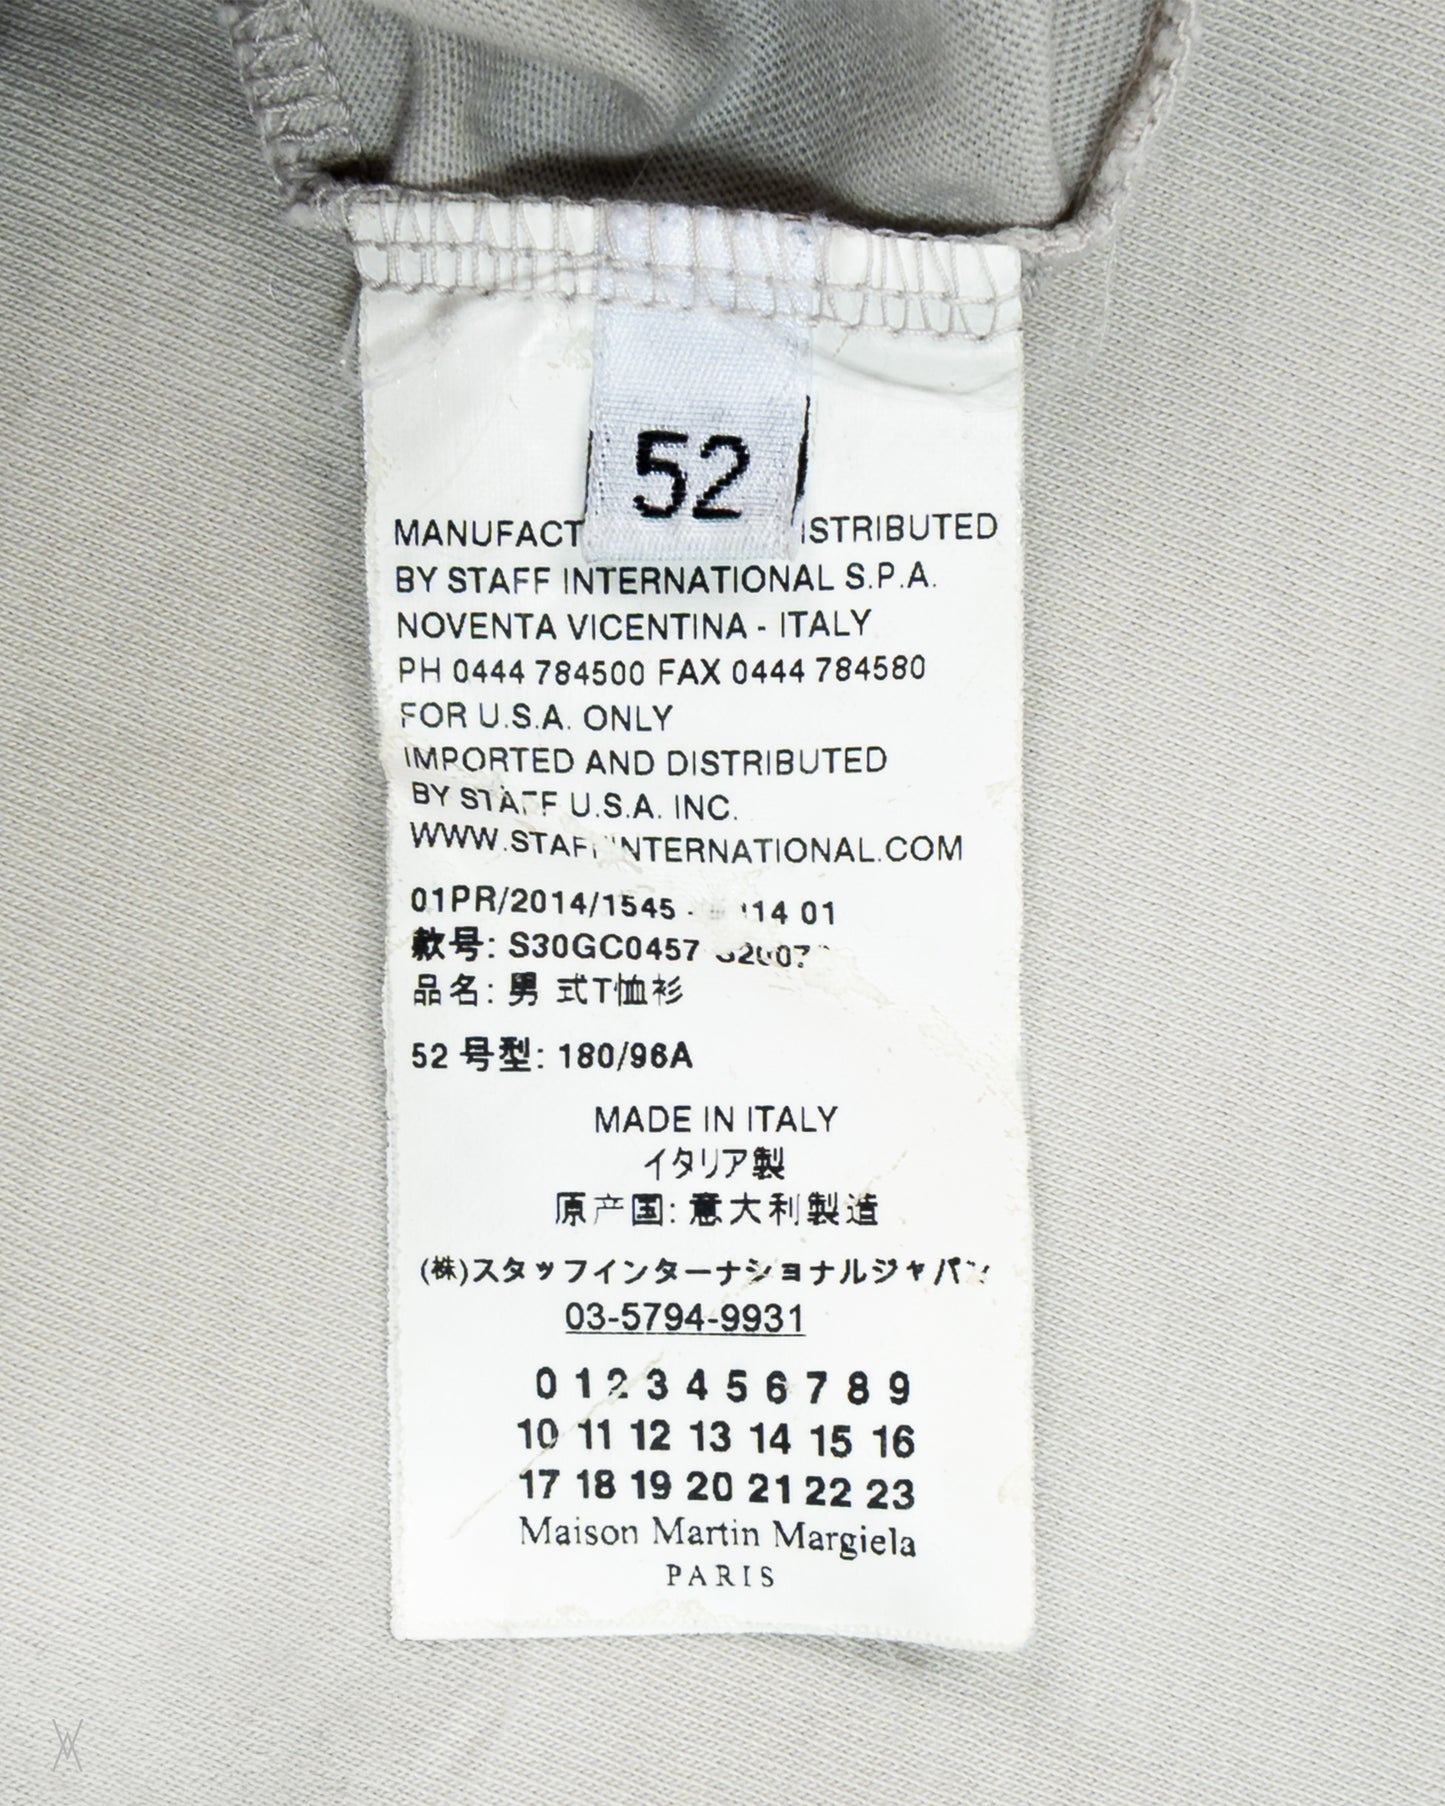 52
BY STAFF INTERNATIONAL S.P.A.
NOVENTA VICENTINA - ITALY
PH 0444 784500 FAX 0444 784580
FOR U.S.A. ONLY
IMPORTED AND DISTRIBUTED
BY STAFF U.S.A. INC.
WWW.STAFFINTERNATIONAL.COM
01PR/2014/1545 - 01
款号: S30GC0457
品名: 男 式T恤衫
52 号型: 180/96A
MADE IN ITALY
イタリア製
原产国: 意大利製造
(株)スタッフインターナショナルジャパン
03-5794-9931
0 1 2 3 4 5 6 7 8 9
10 11 12 13 14 15 16
17 18 19 20 21 22 23
Maison Martin Margiela
PARIS